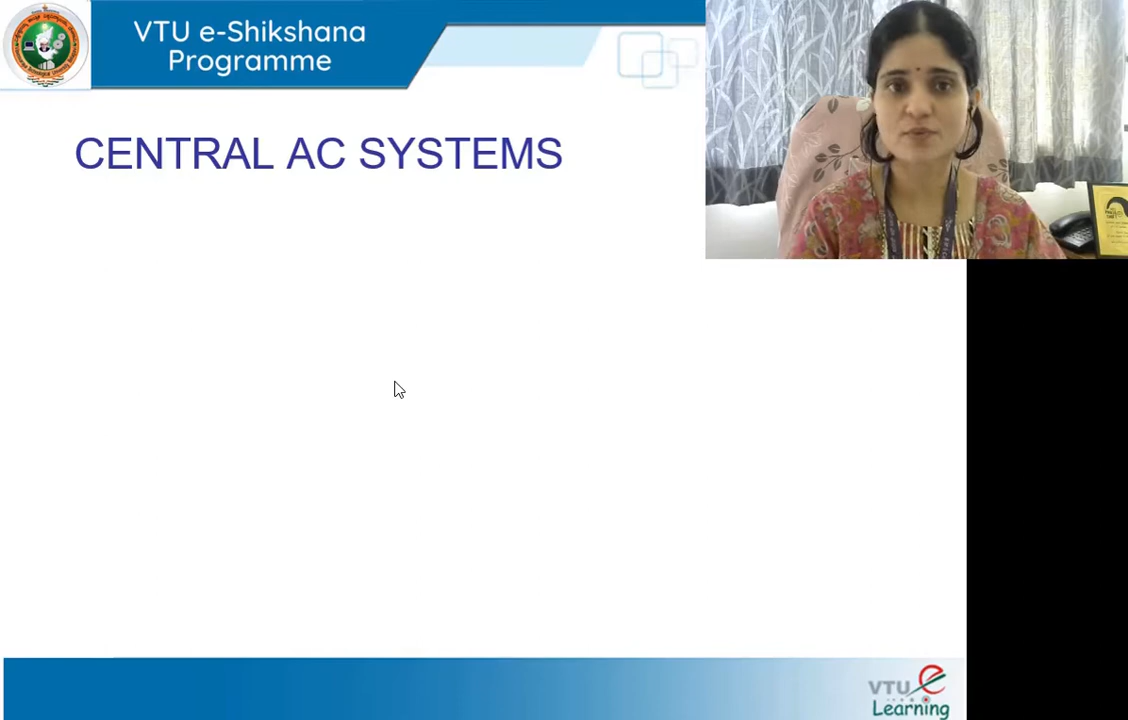 VTU e-Shikshana
Programme
CENTRAL AC SYSTEMS
VTU e
Learning